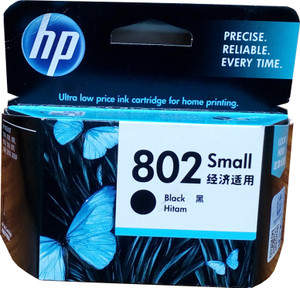 hp
PRECISE.
RELIABLE.
EVERY TIME.
Ultra low price ink cartridge for home printing.
802 Small
经济适用
Black 黑
Hitam